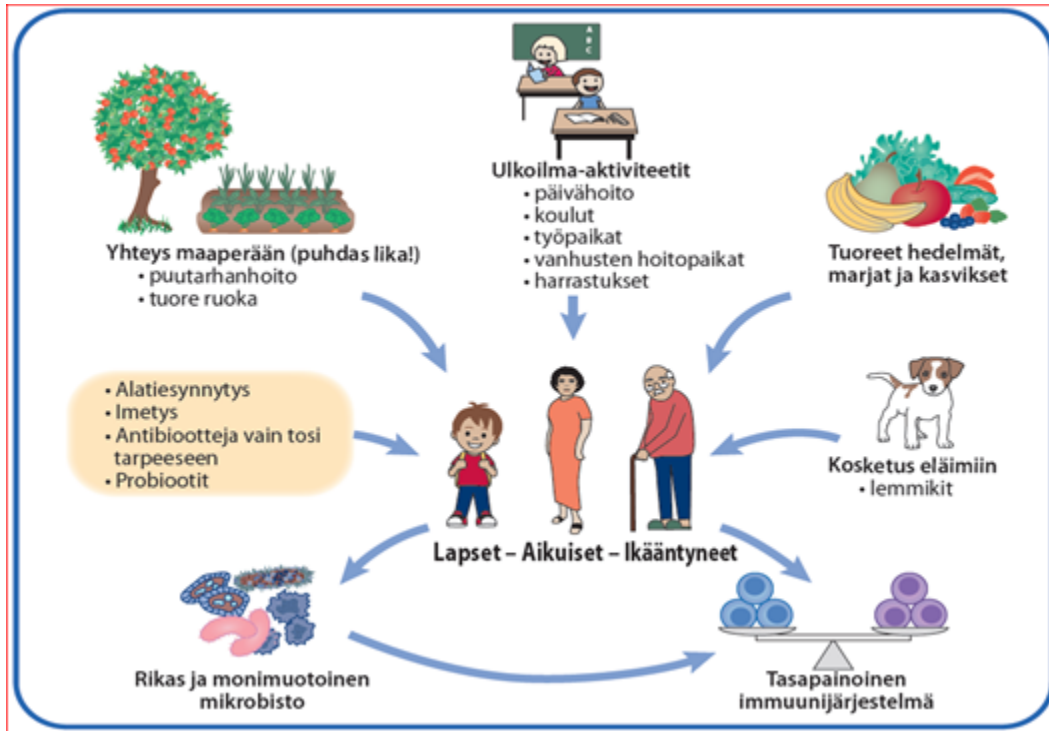 A
B
C
Ulkoilma-aktiviteetit
• päivähoito
• koulut
• työpaikat
• vanhusten hoitopaikat
• harrastukset
Yhteys maaperään (puhdas lika!)
• puutarhanhoito
• tuore ruoka
Tuoreet hedelmät,
marjat ja kasvikset
• Alatiesynnytys
• Imetys
• Antibiootteja vain tosi
tarpeeseen
• Probiootit
Kosketus eläimiin
• lemmikit
Lapset – Aikuiset – Ikääntyneet
Rikas ja monimuotoinen
mikrobisto
Tasapainoinen
immuunijärjestelmä